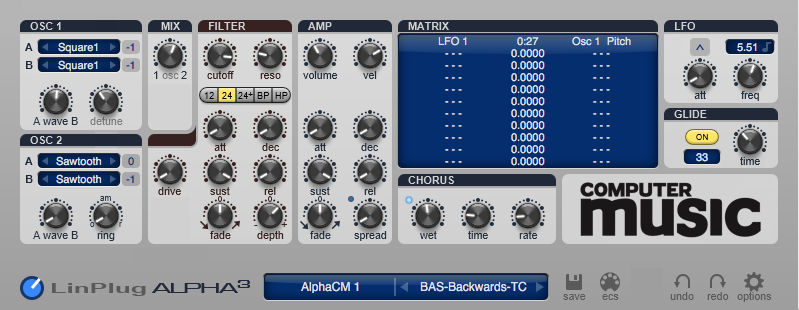 OSC 1
A Square1 -1
B Square1 -1
A wave B detune
OSC 2
A Sawtooth 0
B Sawtooth -1
am
A wave B ring
MIX
1 osc 2
drive
FILTER
cutoff reso
12 24 24+ BP HP
att dec
sust rel
-0-
fade - depth +
AMP
volume vel
att dec
sust rel
-0-
fade spread
MATRIX
LFO 1 0:27 Osc 1 Pitch
--- 0.0000 ---
--- 0.0000 ---
--- 0.0000 ---
--- 0.0000 ---
--- 0.0000 ---
--- 0.0000 ---
--- 0.0000 ---
--- 0.0000 ---
--- 0.0000 ---
--- 0.0000 ---
CHORUS
wet time rate
LFO
5.51
att freq
GLIDE
ON
33 time
COMPUTER
music
LinPlug ALPHA3
AlphaCM 1 BAS-Backwards-TC
save ecs undo redo options